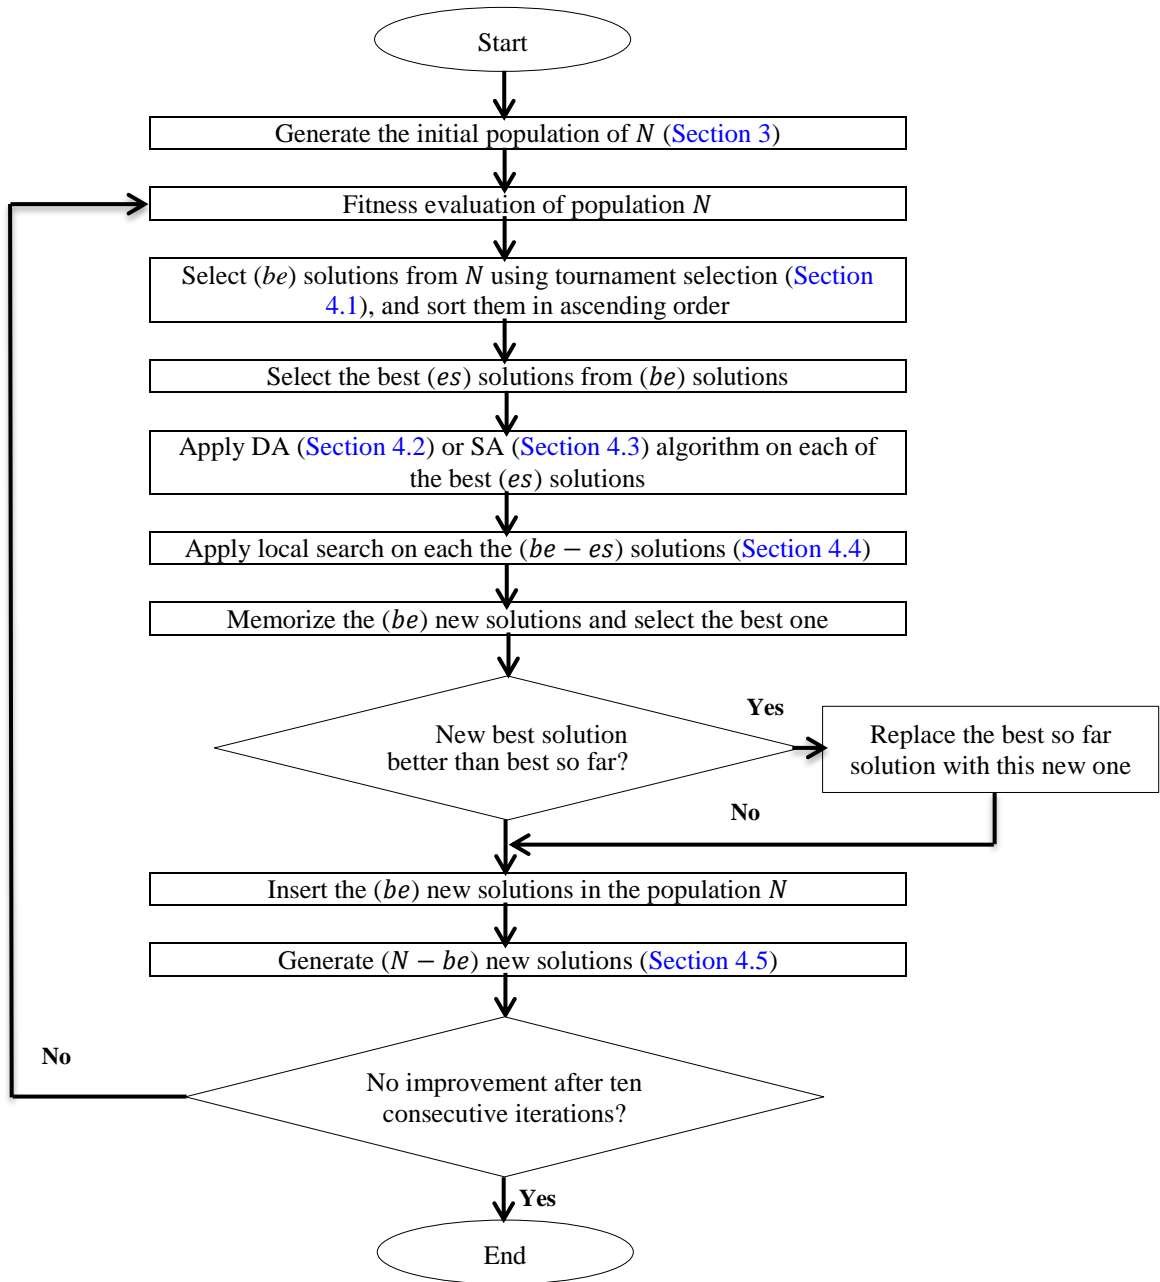 Start
Generate the initial population of N (Section 3)
Fitness evaluation of population N
Select (be) solutions from N using tournament selection (Section
4.1), and sort them in ascending order
Select the best (es) solutions from (be) solutions
Apply DA (Section 4.2) or SA (Section 4.3) algorithm on each of
the best (es) solutions
Apply local search on each the (be − es) solutions (Section 4.4)
Memorize the (be) new solutions and select the best one
New best solution
better than best so far?
Yes
Replace the best so far
solution with this new one
No
Insert the (be) new solutions in the population N
Generate (N − be) new solutions (Section 4.5)
No improvement after ten
consecutive iterations?
No
Yes
End